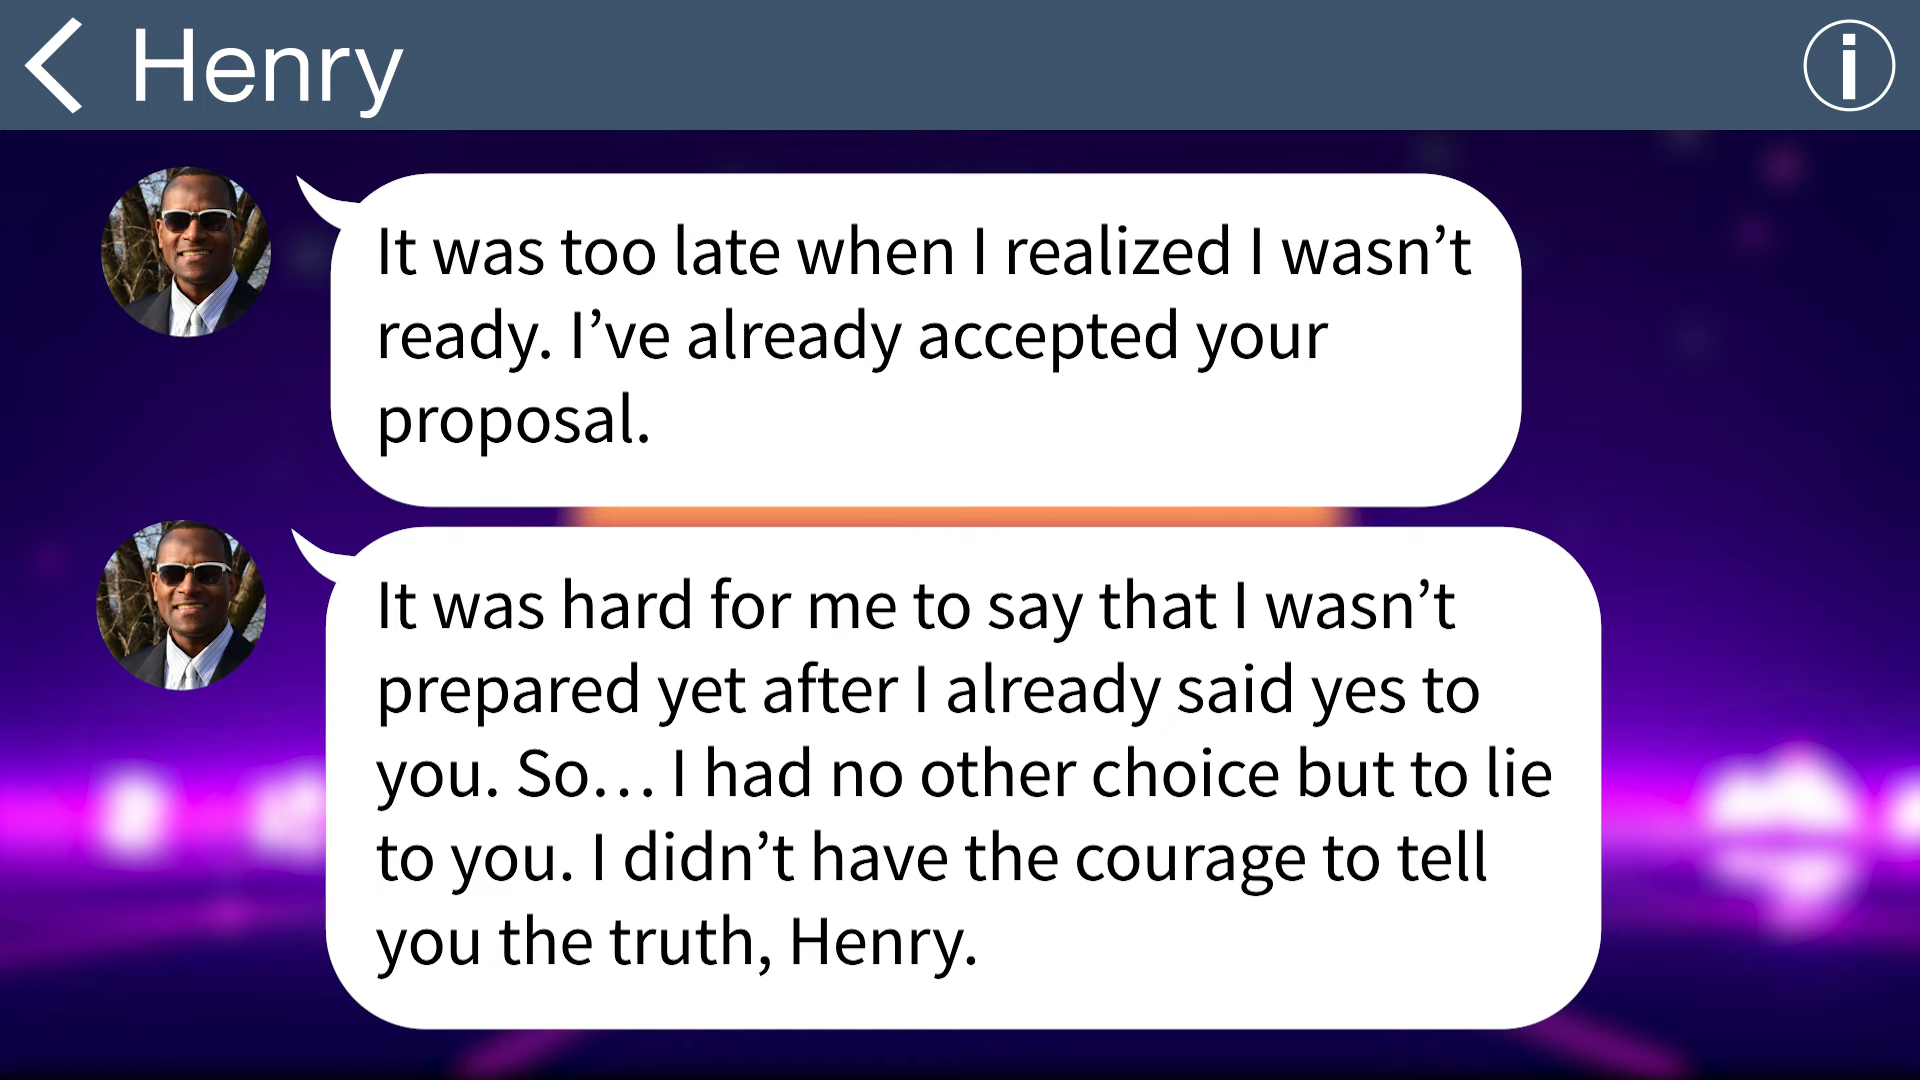 Henry
It was too late when I realized I wasn’t
ready. I’ve already accepted your
proposal.
It was hard for me to say that I wasn’t
prepared yet after I already said yes to
you. So… I had no other choice but to lie
to you. I didn’t have the courage to tell
you the truth, Henry.